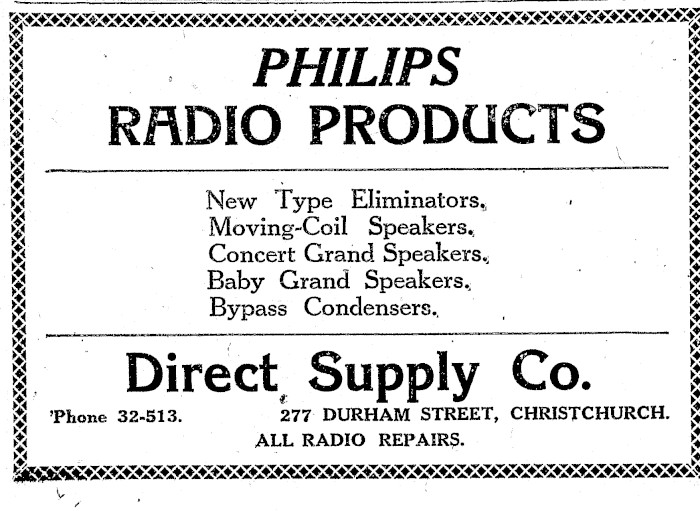 PHILIPS
RADIO PRODUCTS
New Type Eliminators.
Moving-Coil Speakers.
Concert Grand Speakers.
Baby Grand Speakers.
Bypass Condensers.
Direct Supply Co.
'Phone 32-513. 277 DURHAM STREET, CHRISTCHURCH.
ALL RADIO REPAIRS.